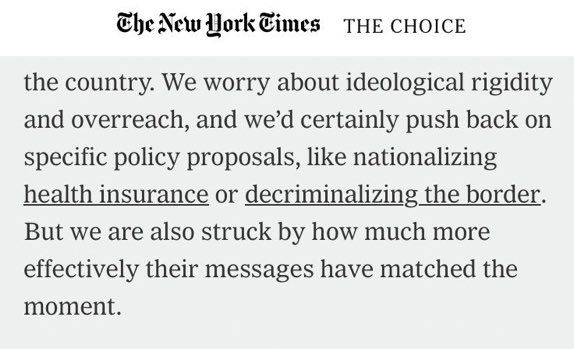 The New York Times THE CHOICE
the country. We worry about ideological rigidity
and overreach, and we’d certainly push back on
specific policy proposals, like nationalizing
health insurance or decriminalizing the border.
But we are also struck by how much more
effectively their messages have matched the
moment.